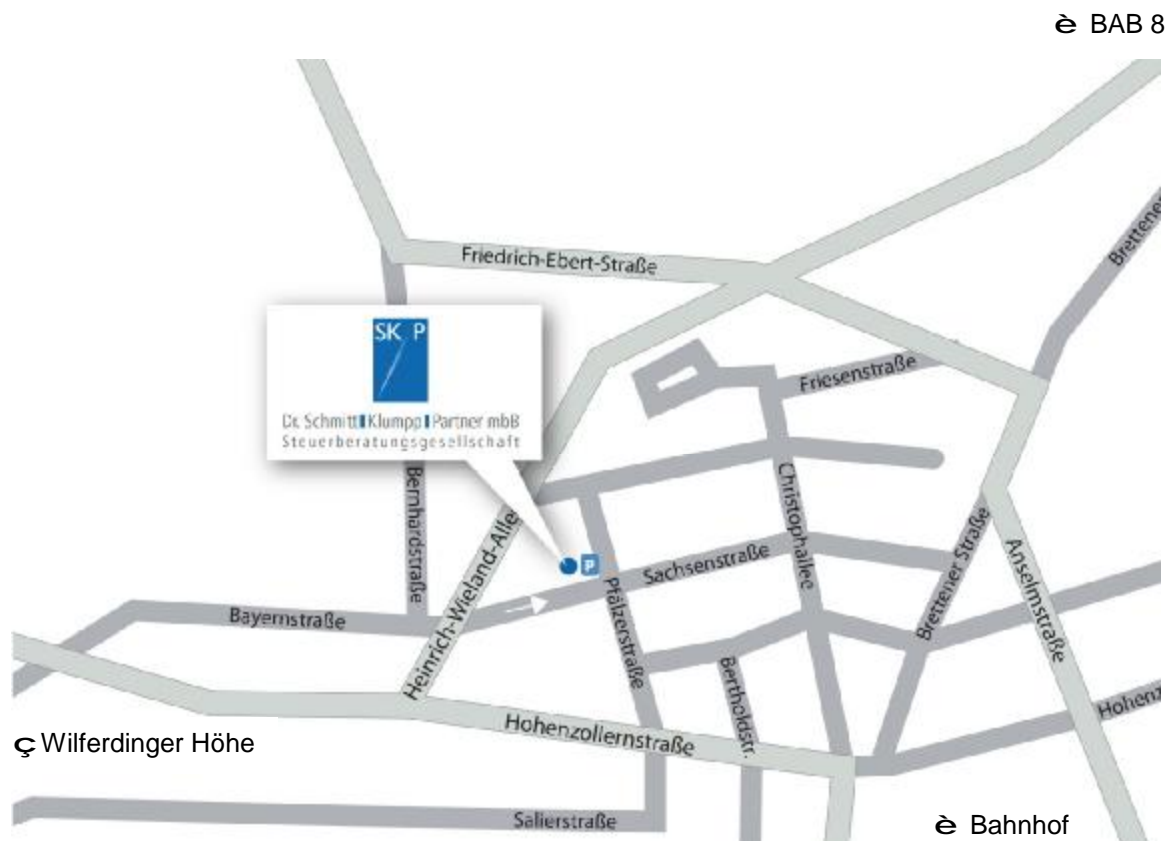 è BAB 8
Brettener
Friedrich-Ebert-Straße
SK P
Dr. Schmitt Klumpp Partner mbB
Steuerberatungsgesellschaft
Friesenstraße
Bernhardstraße
Heinrich-Wieland-Allee
Christophallee
P
Sachsenstraße
Brettener Straße
Anselmstraße
Bayernstraße
Pfälzerstraße
Bertholdstr.
Hohenz
Hohenzollernstraße
ç Wilferdinger Höhe
Salierstraße
è Bahnhof